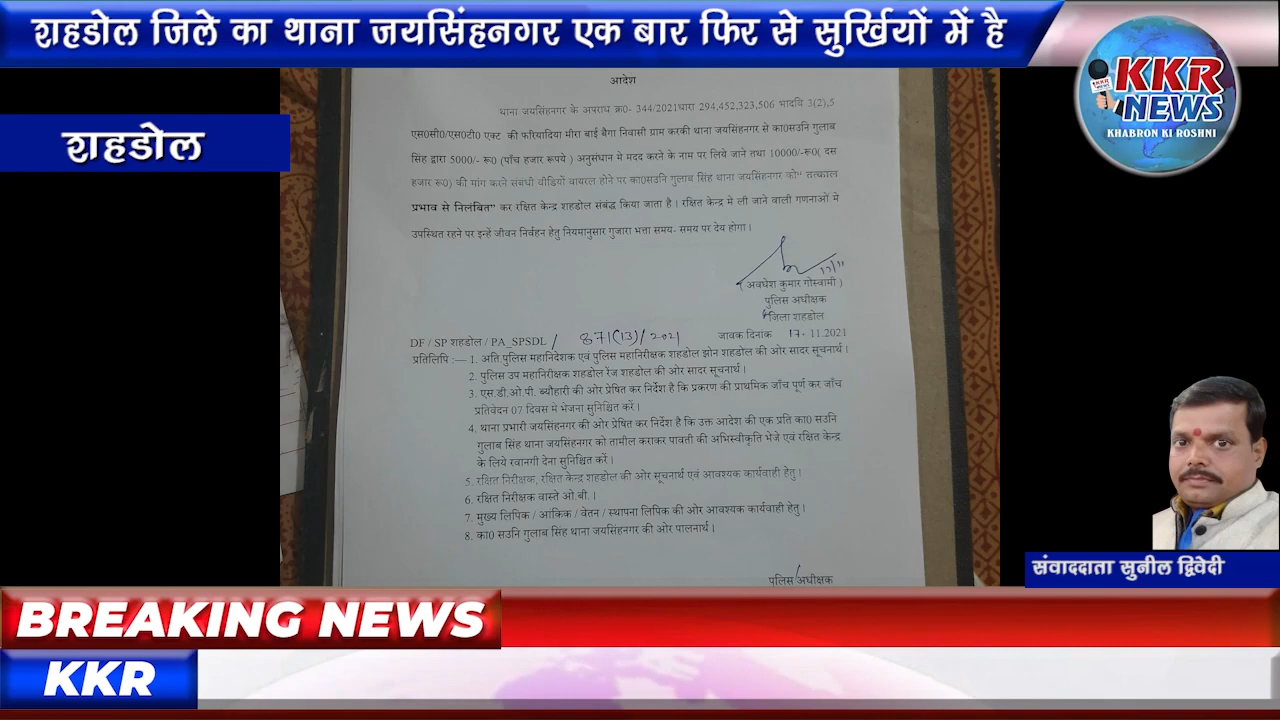 शहडोल जिले का थाना जयसिंहनगर एक बार फिर से सुर्खियों में है
KKR
NEWS
KHABRON KI ROSHNI
शहडोल
आदेश
थाना जयसिंहनगर के अपराध क्र0- 344/2021धारा 294,452,323,506 भादवि 3(2),5
एस0सी0/एस0टी0 एक्ट की फरियादिया मीरा बाई बैगा निवासी ग्राम करकी थाना जयसिंहनगर से का0सउनि गुलाब
सिंह द्वारा 5000/- रू0 (पाँच हजार रूपये ) अनुसंधान मे मदद करने के नाम पर लिये जाने तथा 10000/-रू0( दस
हजार रू0) की मांग करने संबंधी वीडियों वायरल होने पर का0सउनि गुलाब सिंह थाना जयसिंहनगर को" तत्काल
प्रभाव से निलंबित" कर रक्षित केन्द्र शहडोल संबंद्ध किया जाता है। रक्षित केन्द्र मे ली जाने वाली गणनाओं मे
उपस्थित रहने पर इन्हें जीवन निर्वहन हेतु नियमानुसार गुजारा भत्ता समय- समय पर देय होगा।
17/11
( अवधेश कुमार गोस्वामी )
पुलिस अधीक्षक
जिला शहडोल
DF / SP शहडोल / PA_SPSDL / 871(13)/2021 जावक दिनांक 17- 11.2021
प्रतिलिपि :— 1. अति.पुलिस महानिदेशक एवं पुलिस महानिरीक्षक शहडोल झोन शहडोल की ओर सादर सूचनार्थ।
2. पुलिस उप महानिरीक्षक शहडोल रेंज शहडोल की ओर सादर सूचनार्थ।
3. एस.डी.ओ.पी. ब्यौहारी की ओर प्रेषित कर निर्देश है कि प्रकरण की प्राथमिक जाँच पूर्ण कर जाँच
प्रतिवेदन 07 दिवस मे भेजना सुनिश्चित करें।
4. थाना प्रभारी जयसिंहनगर की ओर प्रेषित कर निर्देश है कि उक्त आदेश की एक प्रति का0 सउनि
गुलाब सिंह थाना जयसिंहनगर को तामील कराकर पावती की अभिस्वीकृति भेजे एवं रक्षित केन्द्र
के लिये रवानगी देना सुनिश्चित करें।
5. रक्षित निरीक्षक, रक्षित केन्द्र शहडोल की ओर सूचनार्थ एवं आवश्यक कार्यवाही हेतु।
6. रक्षित निरीक्षक वास्ते ओ.बी.।
7. मुख्य लिपिक / आंकिक / वेतन / स्थापना लिपिक की ओर आवश्यक कार्यवाही हेतु।
8. का0 सउनि गुलाब सिंह थाना जयसिंहनगर की ओर पालनार्थ।
पुलिस अधीक्षक
संवाददाता सुनील द्विवेदी
BREAKING NEWS
KKR